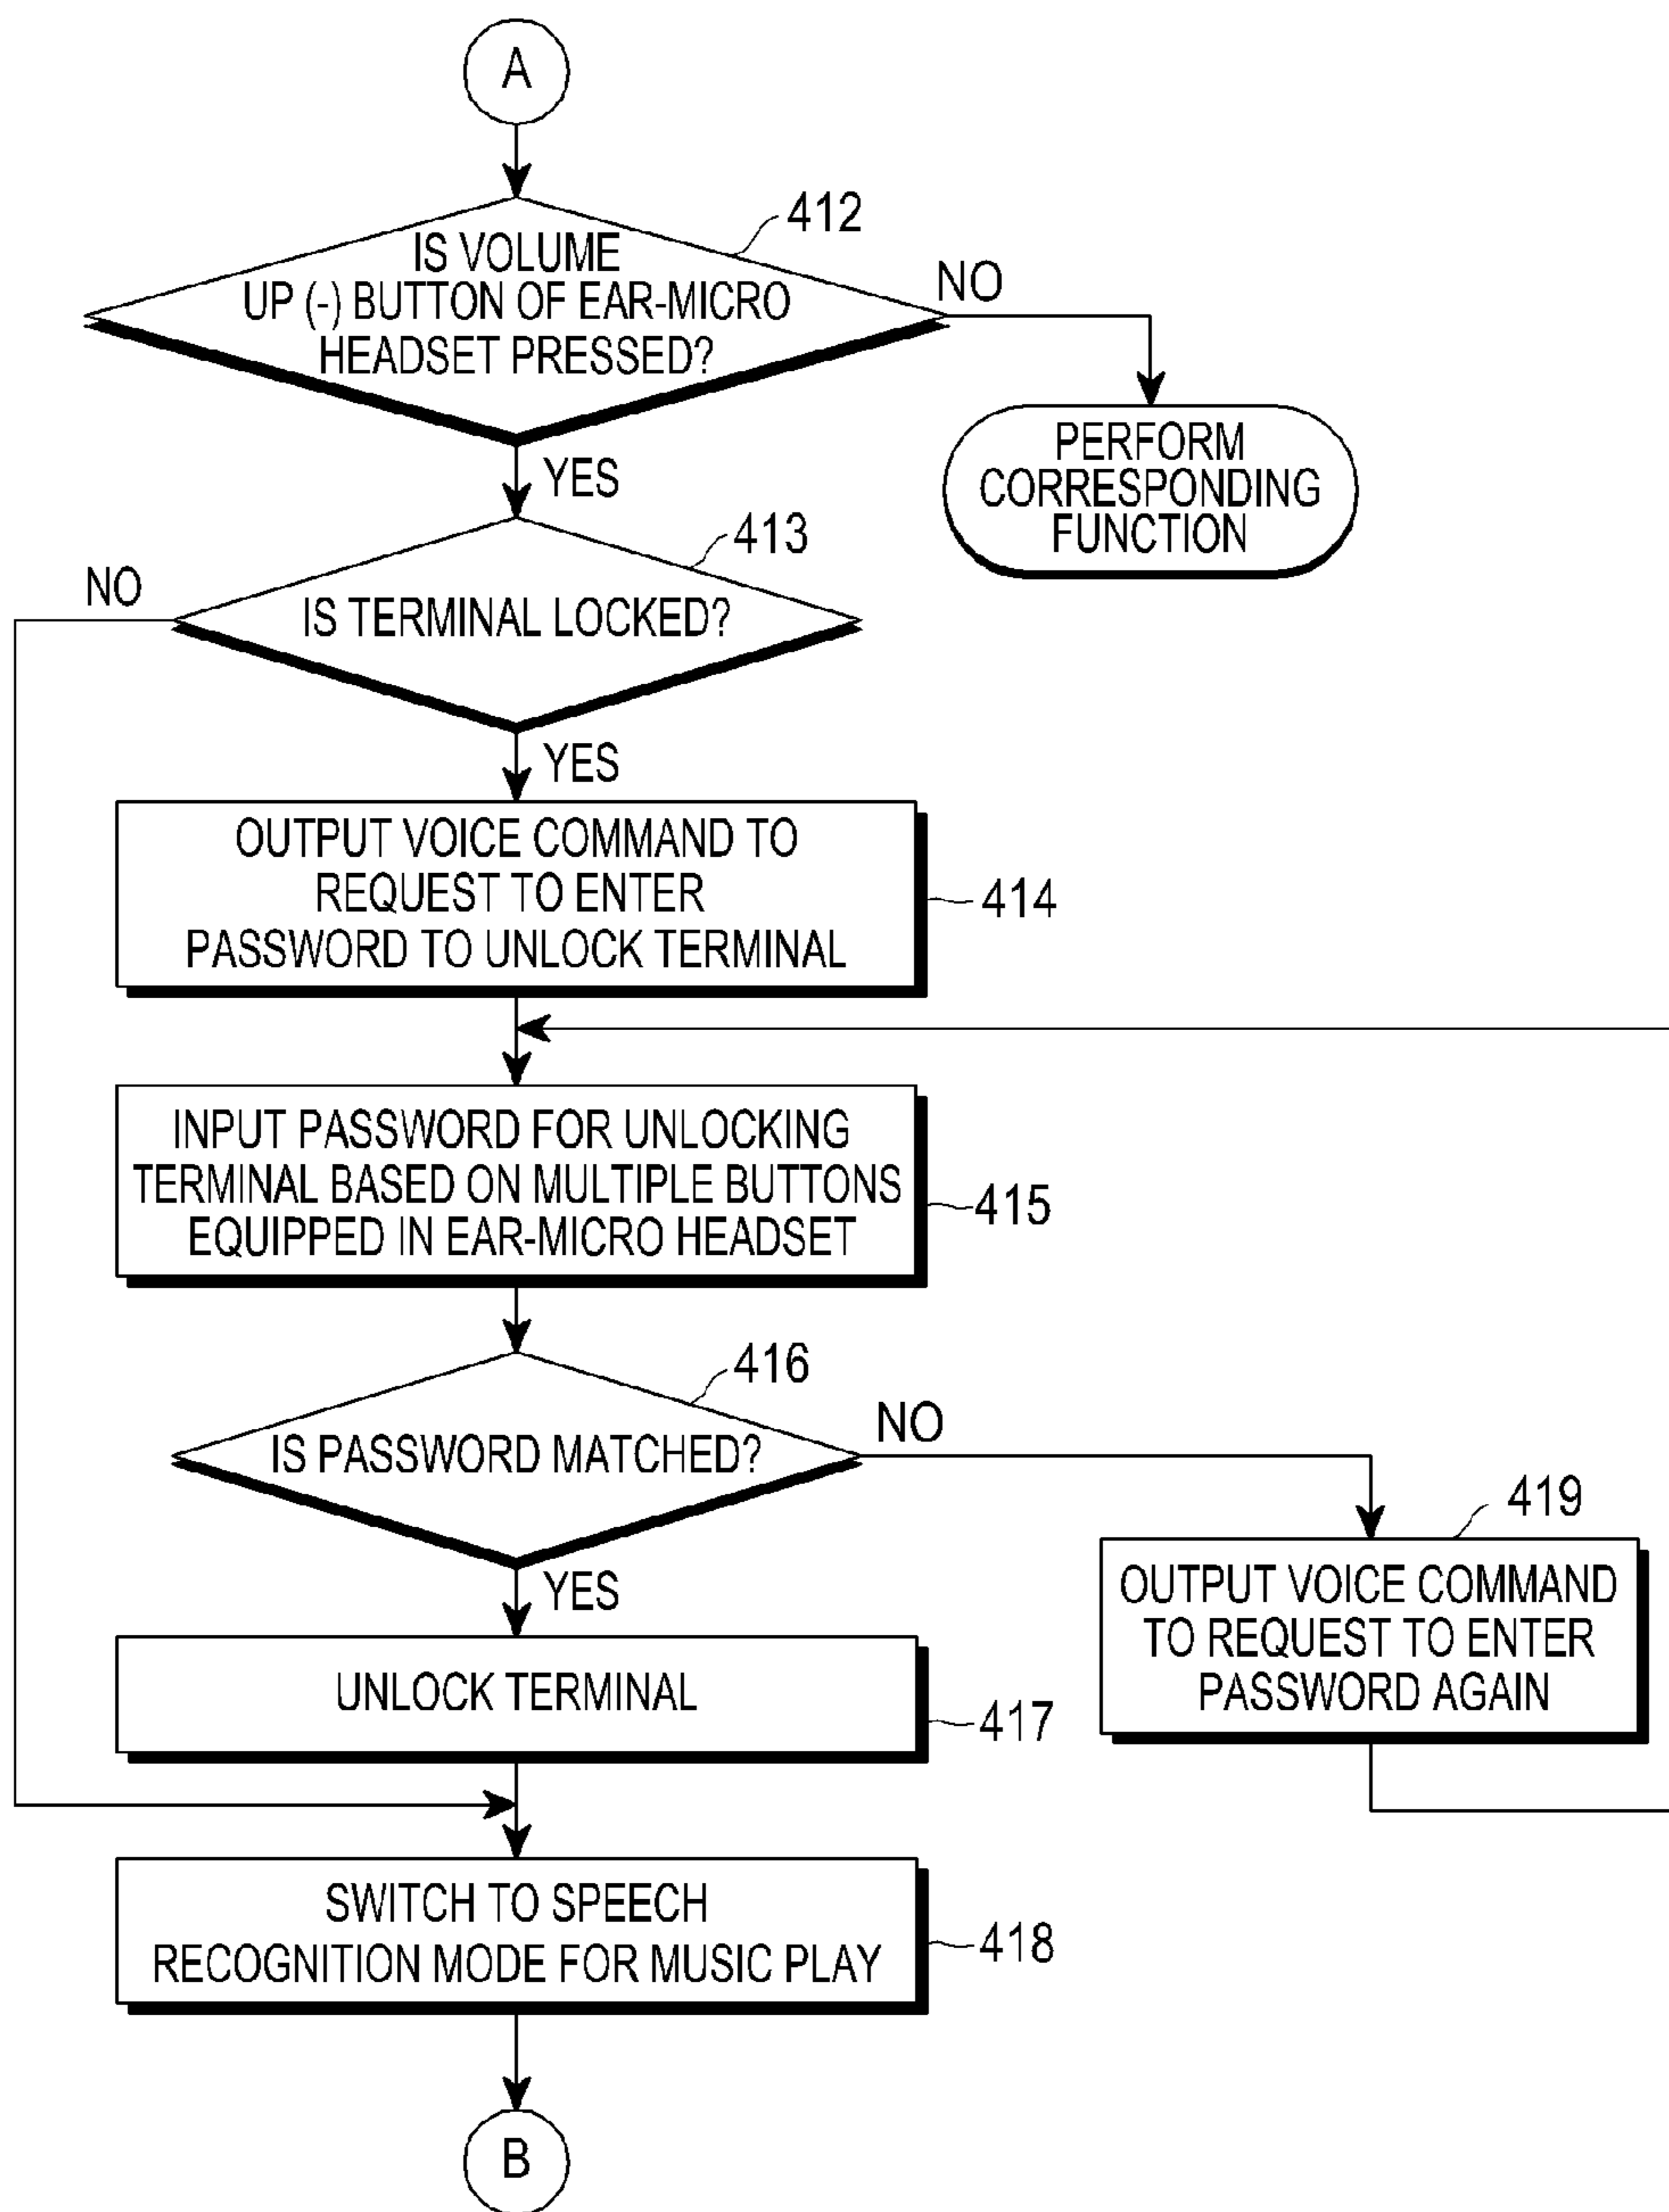 A
412
IS VOLUME
UP (-) BUTTON OF EAR-MICRO
HEADSET PRESSED?
NO
PERFORM
CORRESPONDING
FUNCTION
YES
413
NO
IS TERMINAL LOCKED?
YES
OUTPUT VOICE COMMAND TO
REQUEST TO ENTER
PASSWORD TO UNLOCK TERMINAL
414
INPUT PASSWORD FOR UNLOCKING
TERMINAL BASED ON MULTIPLE BUTTONS
EQUIPPED IN EAR-MICRO HEADSET
415
416
IS PASSWORD MATCHED?
NO
419
OUTPUT VOICE COMMAND
TO REQUEST TO ENTER
PASSWORD AGAIN
YES
UNLOCK TERMINAL
417
SWITCH TO SPEECH
RECOGNITION MODE FOR MUSIC PLAY
418
B